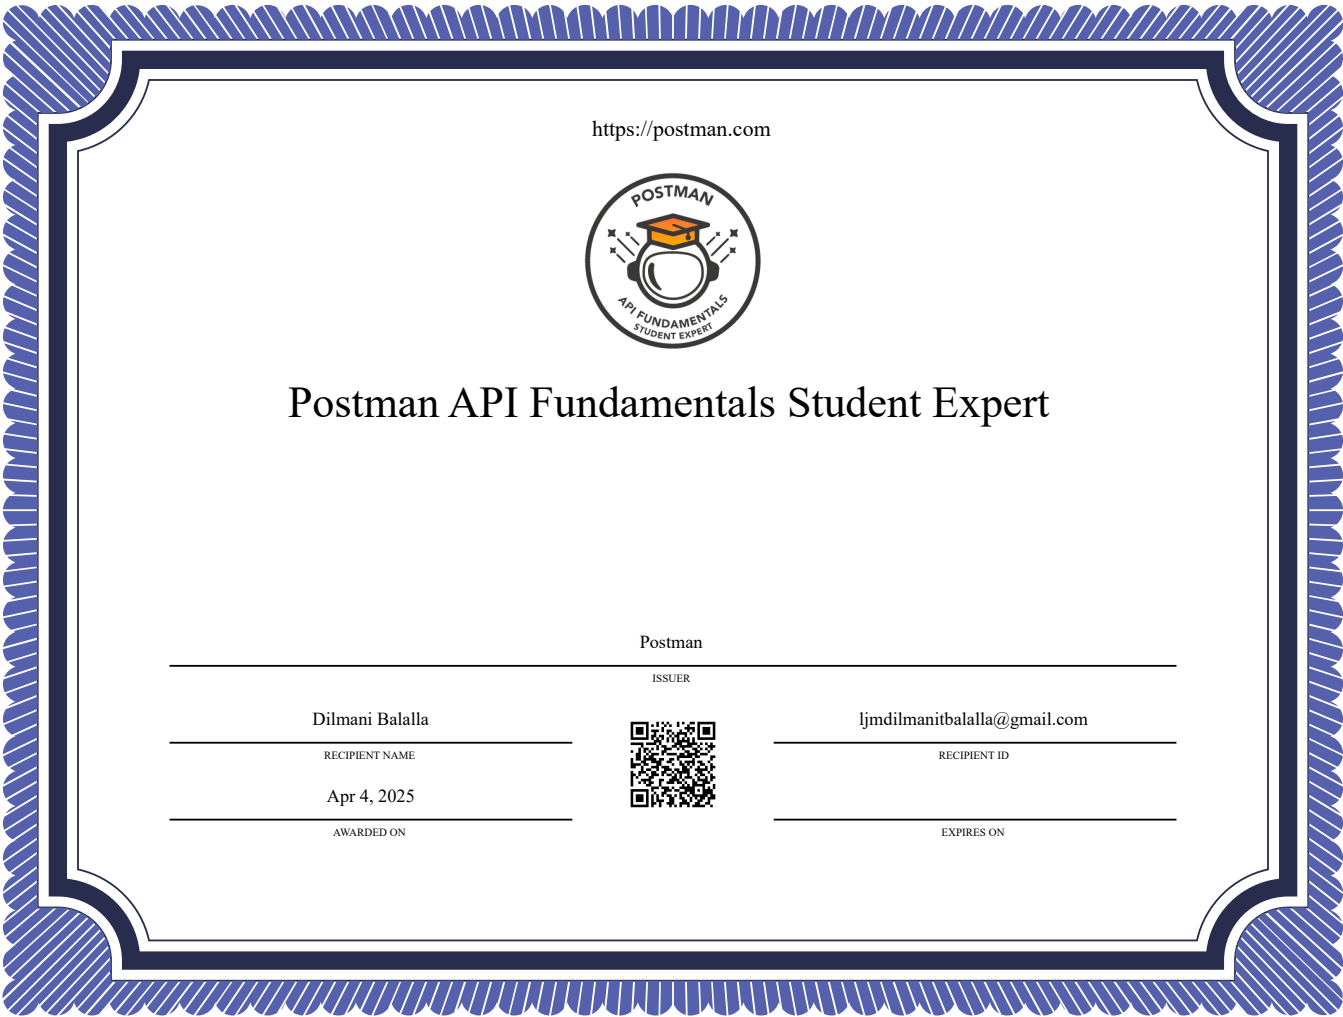 https://postman.com
POSTMAN
API FUNDAMENTALS
STUDENT EXPERT
Postman API Fundamentals Student Expert
Postman
ISSUER
Dilmani Balalla
RECIPIENT NAME
ljmdilmanitbalalla@gmail.com
RECIPIENT ID
Apr 4, 2025
AWARDED ON
EXPIRES ON